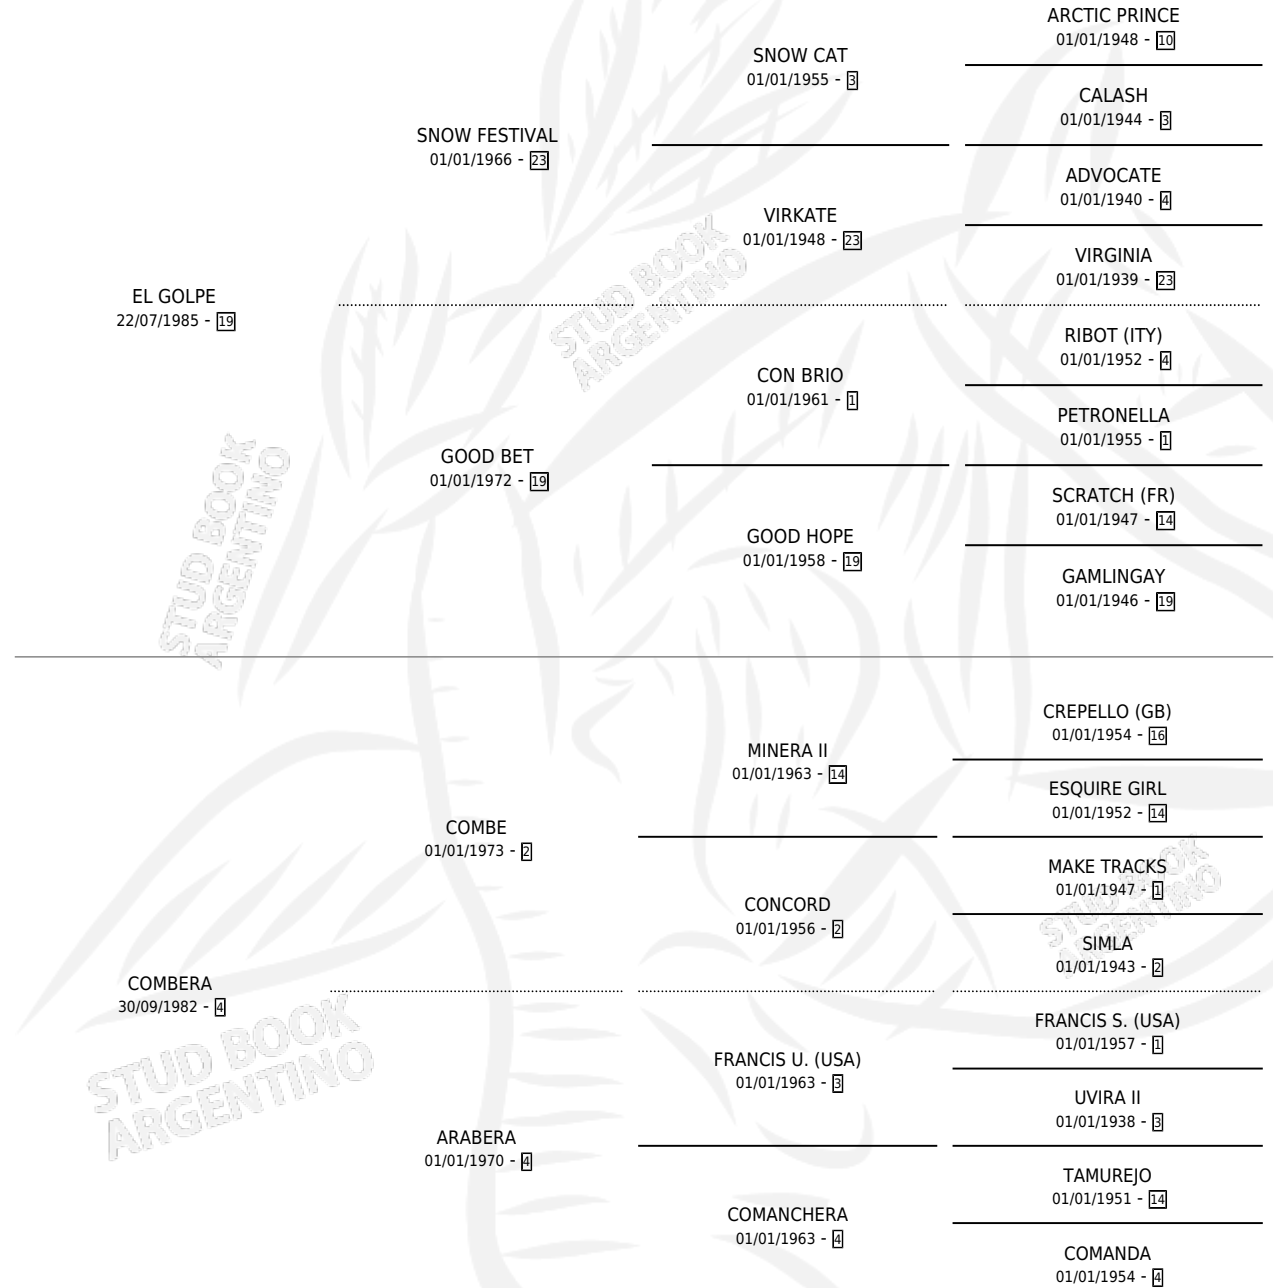 ARCTIC PRINCE
01/01/1948 - 10
SNOW CAT
01/01/1955 - 3
CALASH
01/01/1944 - 3
SNOW FESTIVAL
01/01/1966 - 23
ADVOCATE
01/01/1940 - 4
VIRKATE
01/01/1948 - 23
VIRGINIA
01/01/1939 - 23
EL GOLPE
22/07/1985 - 19
RIBOT (ITY)
01/01/1952 - 4
CON BRIO
01/01/1961 - 1
PETRONELLA
01/01/1955 - 1
GOOD BET
01/01/1972 - 19
SCRATCH (FR)
01/01/1947 - 14
GOOD HOPE
01/01/1958 - 19
GAMLINGAY
01/01/1946 - 19
STUD BOOK
ARGENTINO
STUD BOOK
ARGENTINO
CREPELLO (GB)
01/01/1954 - 16
MINERA II
01/01/1963 - 14
ESQUIRE GIRL
01/01/1952 - 14
COMBE
01/01/1973 - 2
MAKE TRACKS
01/01/1947 - 1
CONCORD
01/01/1956 - 2
SIMLA
01/01/1943 - 2
COMBERA
30/09/1982 - 4
FRANCIS S. (USA)
01/01/1957 - 1
FRANCIS U. (USA)
01/01/1963 - 3
UVIRA II
01/01/1938 - 3
ARABERA
01/01/1970 - 4
TAMUREJO
01/01/1951 - 14
COMANCHERA
01/01/1963 - 4
COMANDA
01/01/1954 - 4
STUD BOOK
ARGENTINO
STUD BOOK
ARGENTINO